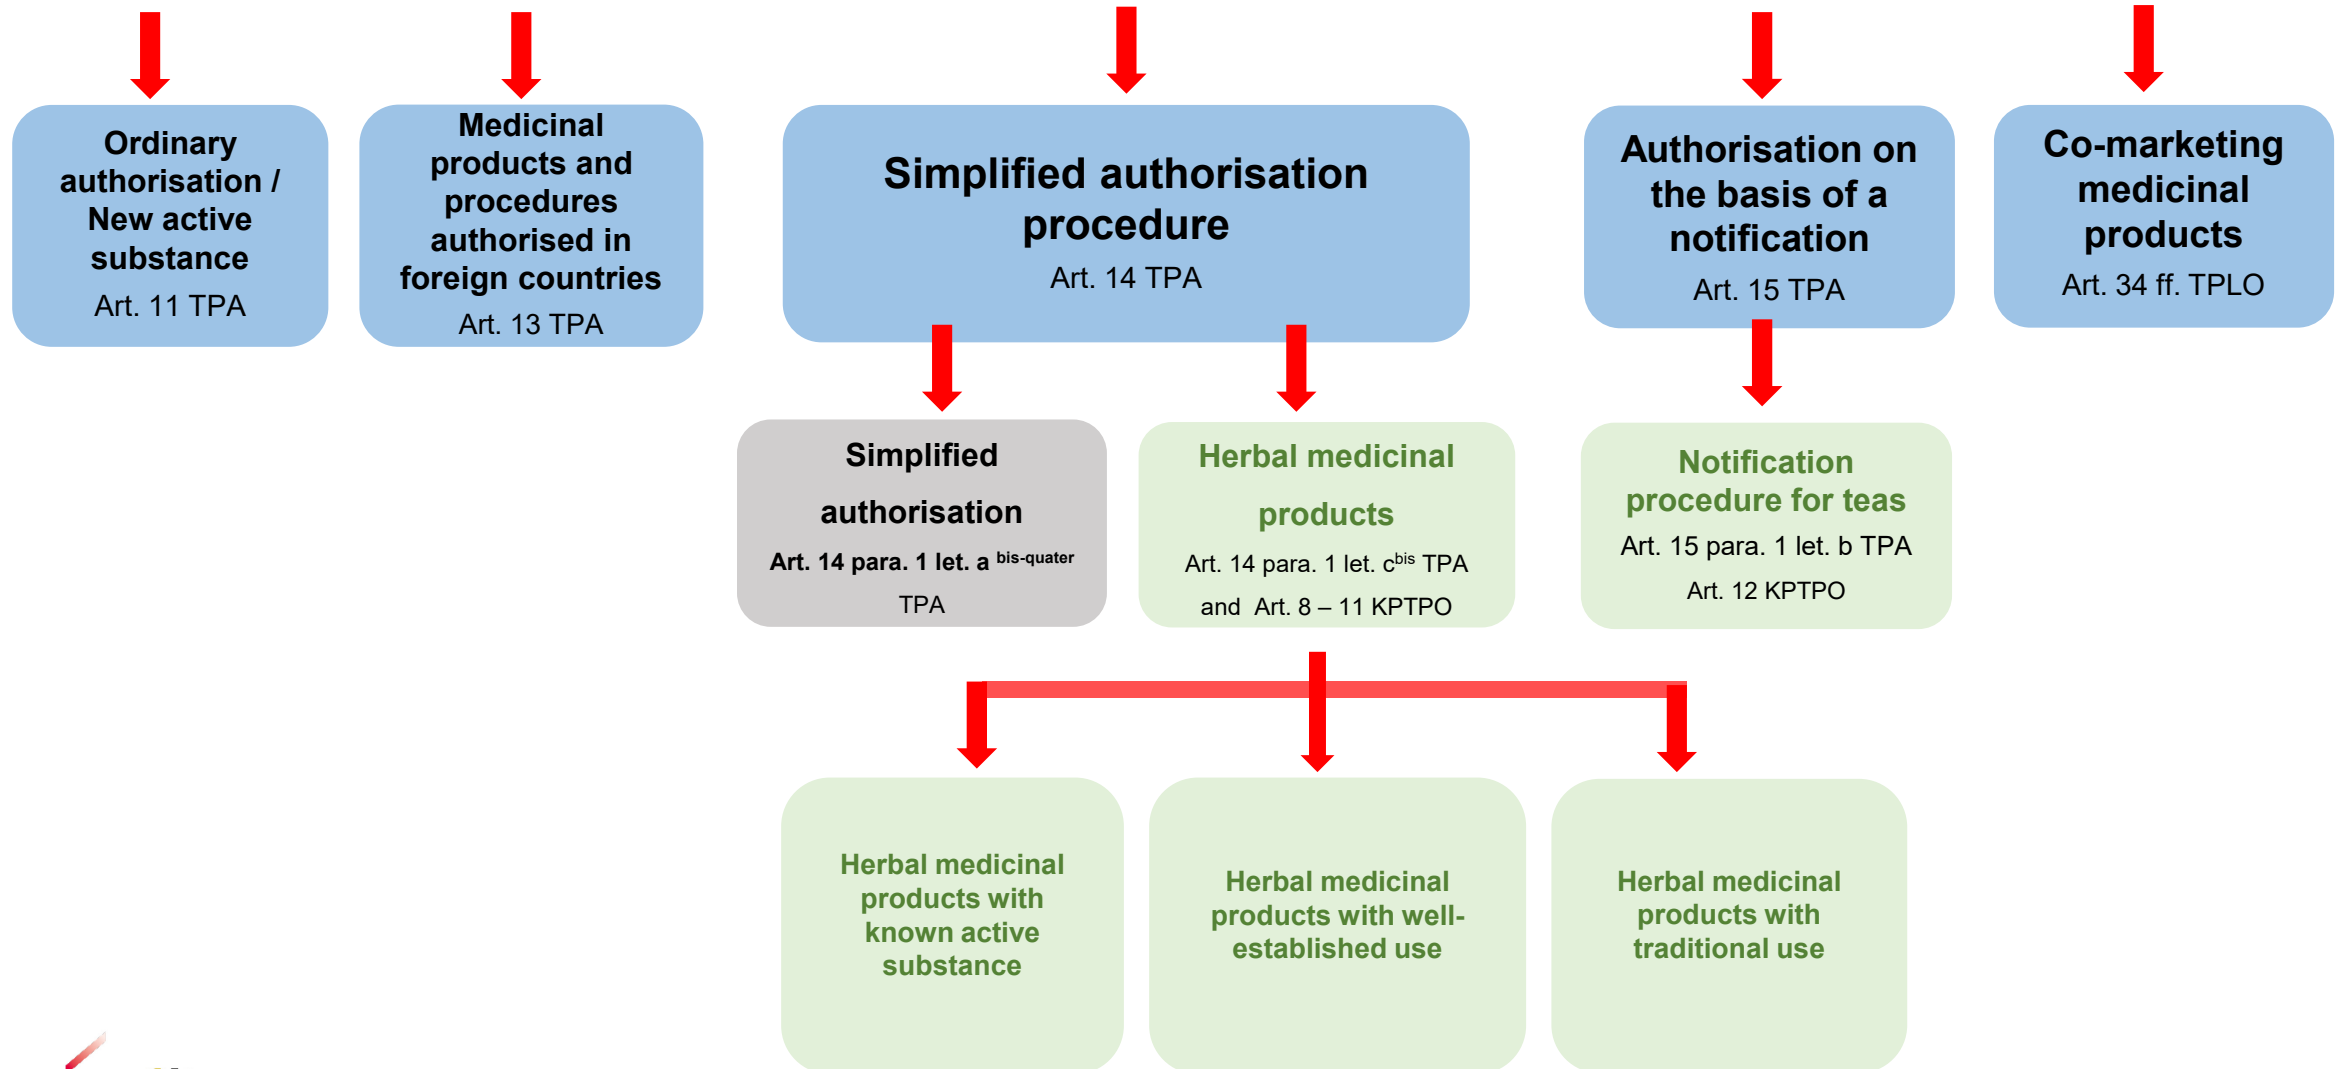 Ordinary
authorisation /
New active
substance
Art. 11 TPA
Medicinal
products and
procedures
authorised in
foreign countries
Art. 13 TPA
Simplified authorisation
procedure
Art. 14 TPA
Authorisation on
the basis of a
notification
Art. 15 TPA
Co-marketing
medicinal
products
Art. 34 ff. TPLO
Simplified
authorisation
Art. 14 para. 1 let. a bis-quater
TPA
Herbal medicinal
products
Art. 14 para. 1 let. cbis TPA
and Art. 8 – 11 KPTPO
Notification
procedure for teas
Art. 15 para. 1 let. b TPA
Art. 12 KPTPO
Herbal medicinal
products with
known active
substance
Herbal medicinal
products with well-
established use
Herbal medicinal
products with
traditional use